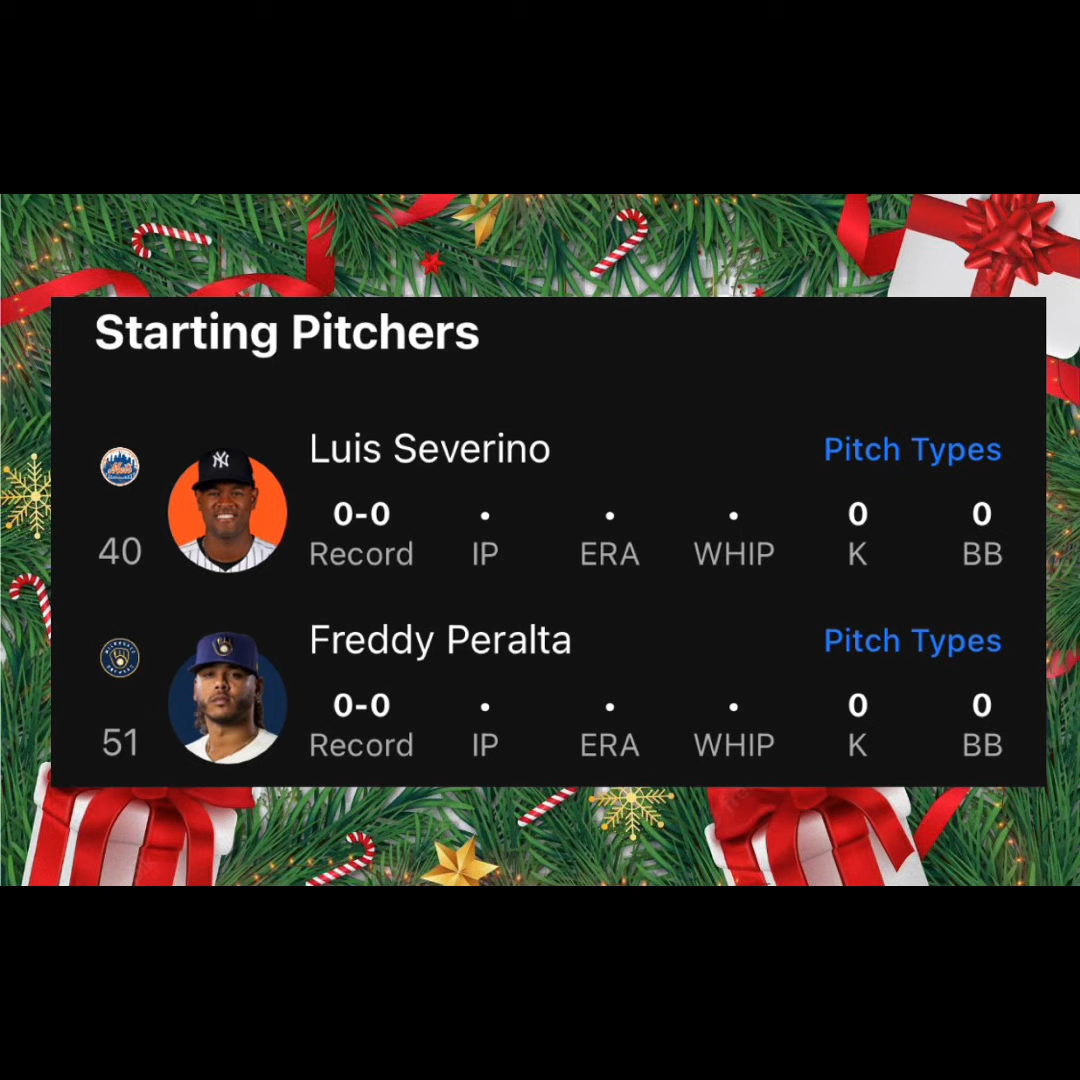 Starting Pitchers
Luis Severino
Pitch Types
0-0 • • • 0 0
40
Record IP ERA WHIP K BB
Freddy Peralta
Pitch Types
0-0 • • • 0 0
51
Record IP ERA WHIP K BB